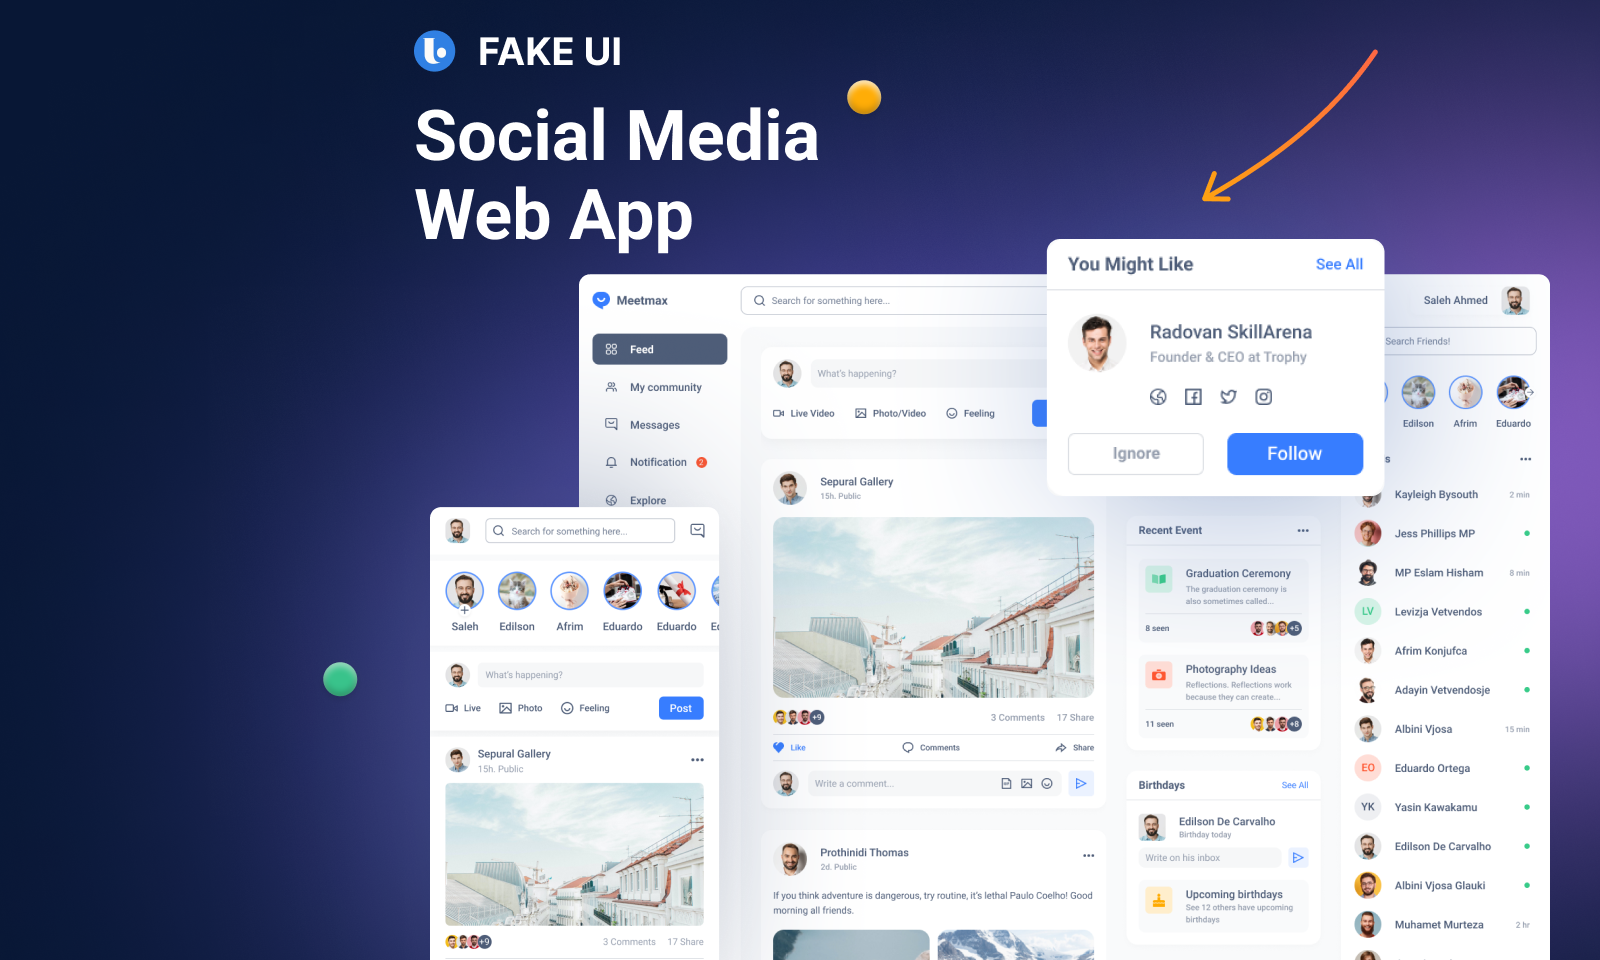 FAKE UI
Social Media
Web App
Meetmax
Search for something here...
Saleh Ahmed
Feed
My community
Messages
Notification 2
Explore
What's happening?
Live Video
Photo/Video
Feeling
You Might Like
See All
Radovan SkillArena
Founder & CEO at Trophy
Ignore
Follow
Search Friends!
Edilson
Afrim
Eduardo
Sepural Gallery
15h. Public
+9
3 Comments
17 Share
Like
Comments
Share
Write a comment...
Prothinidi Thomas
2d. Public
If you think adventure is dangerous, try routine, it's lethal Paulo Coelho! Good
morning all friends.
Recent Event
Graduation Ceremony
The graduation ceremony is
also sometimes called...
8 seen
+5
Photography Ideas
Reflections. Reflections work
because they can create...
11 seen
+8
Birthdays
See All
Edilson De Carvalho
Birthday today
Write on his inbox
Upcoming birthdays
See 12 others have upcoming
birthdays
s
Kayleigh Bysouth
2 min
Jess Phillips MP
MP Eslam Hisham
8 min
LV
Levizja Vetvendos
Afrim Konjufca
Adayin Vetvendosje
Albini Vjosa
15 min
EO
Eduardo Ortega
YK
Yasin Kawakamu
Edilson De Carvalho
Albini Vjosa Glauki
Muhamet Murteza
2 hr
Search for something here...
Saleh
Edilson
Afrim
Eduardo
Eduardo
Ec
What's happening?
Live
Photo
Feeling
Post
Sepural Gallery
15h. Public
+9
3 Comments
17 Share